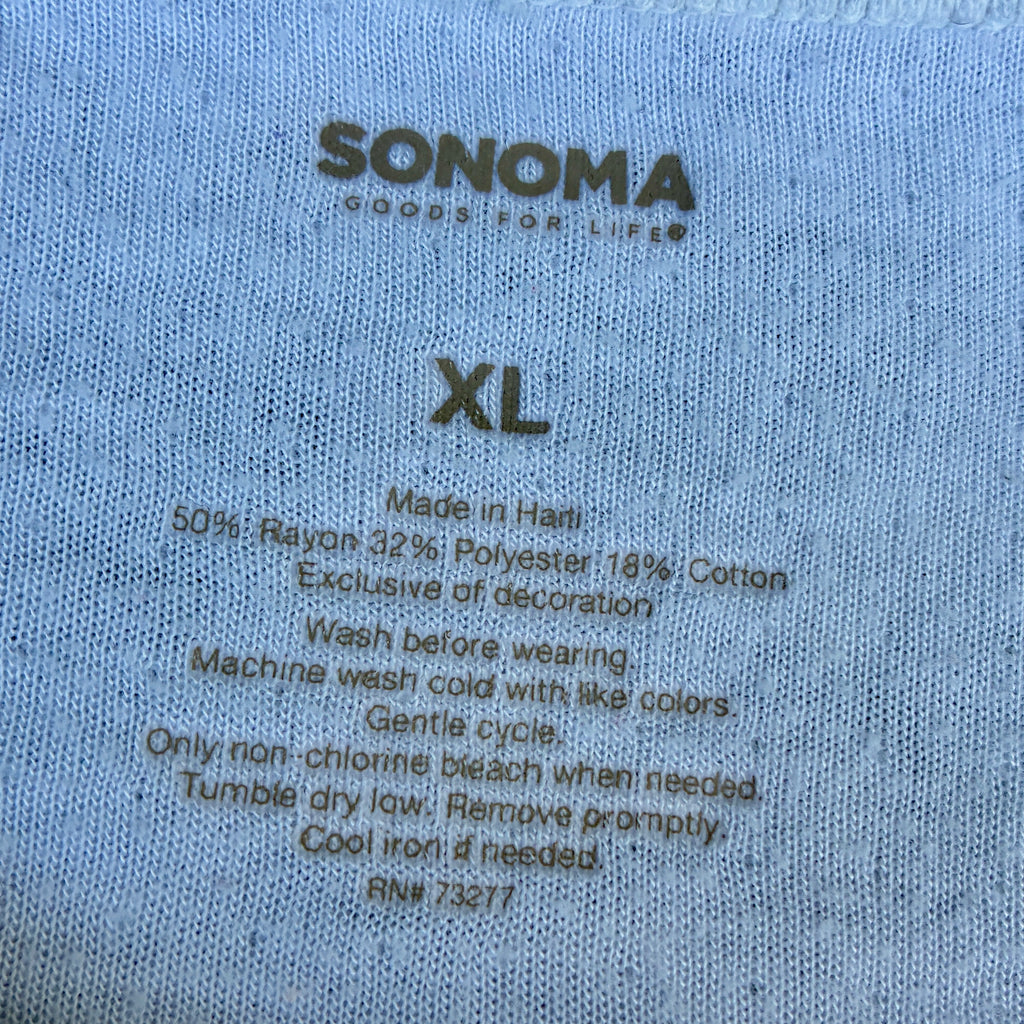 SONOMA
GOODS FOR LIFE®
XL
Made in Haiti
50% Rayon 32% Polyester 18% Cotton
Exclusive of decoration
Wash before wearing.
Machine wash cold with like colors.
Gentle cycle.
Only non-chlorine bleach when needed.
Tumble dry low. Remove promptly.
Cool iron if needed.
RN# 73277